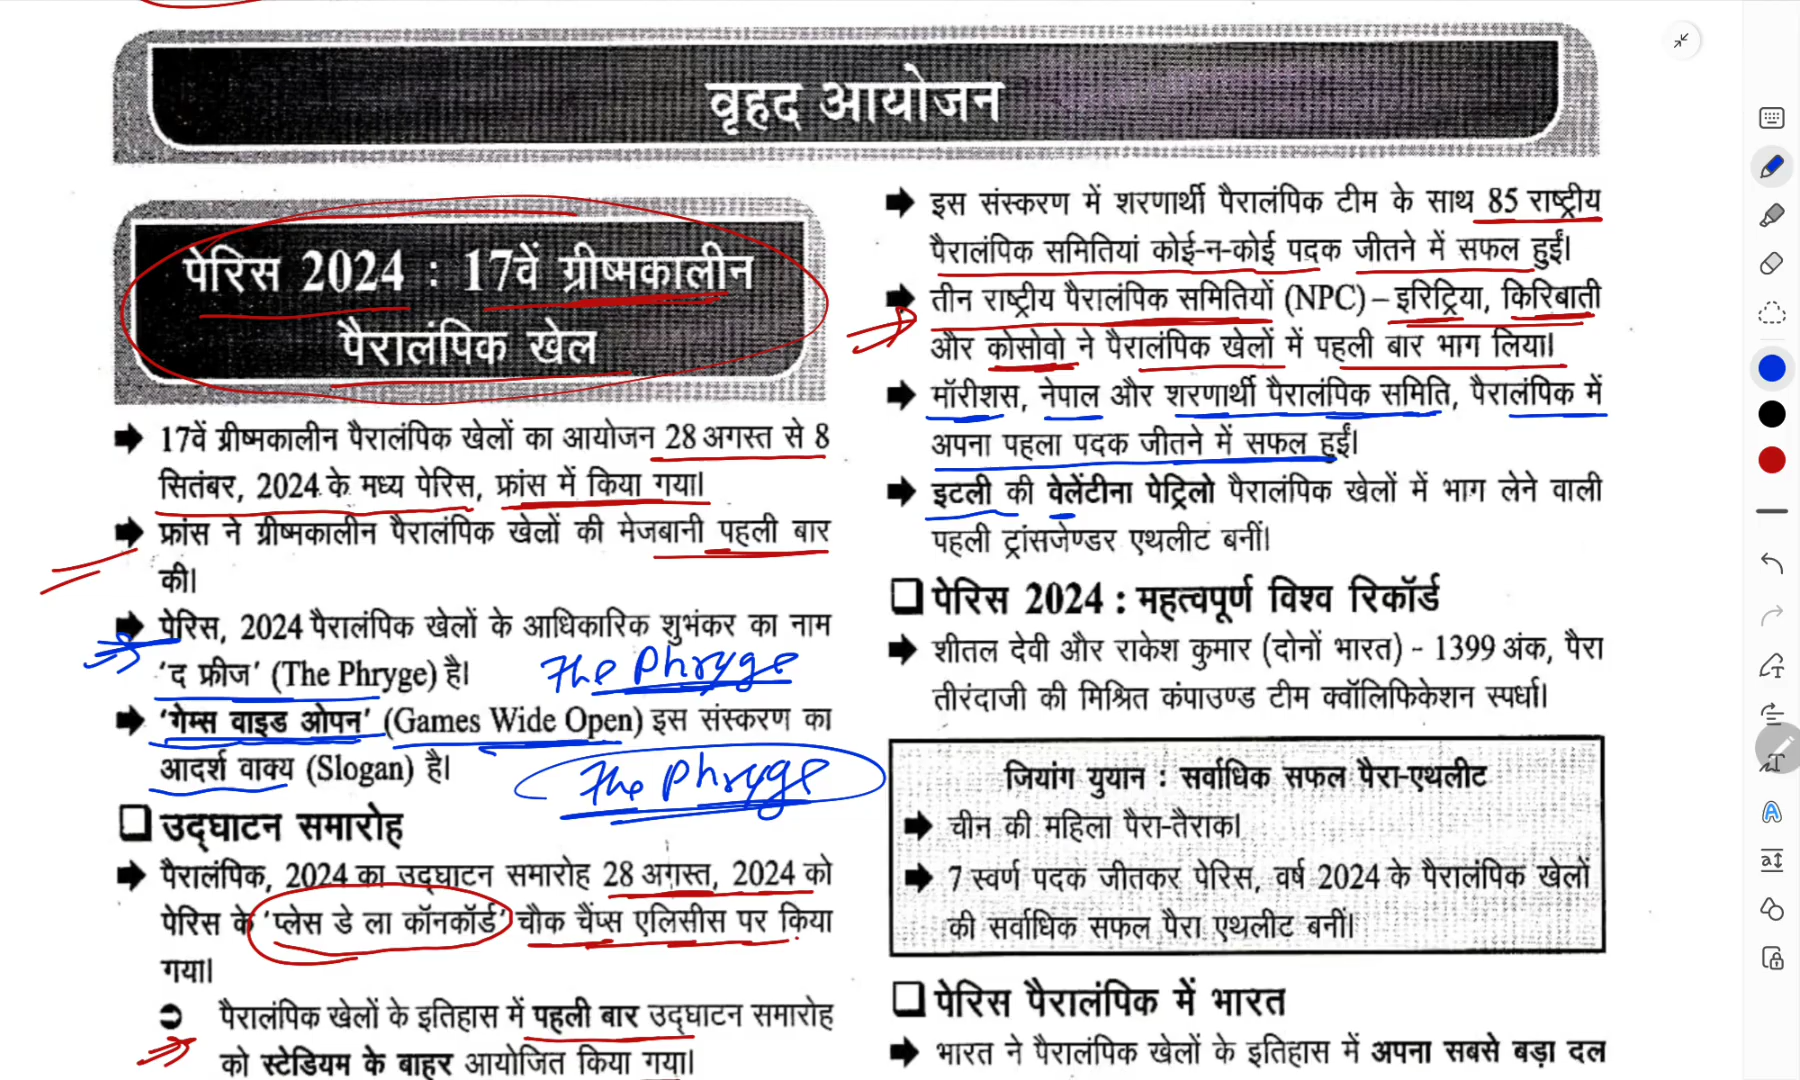 वृहद आयोजन
पेरिस 2024 : 17वें ग्रीष्मकालीन
पैरालंपिक खेल
17वें ग्रीष्मकालीन पैरालंपिक खेलों का आयोजन 28 अगस्त से 8
सितंबर, 2024 के मध्य पेरिस, फ्रांस में किया गया।
फ्रांस ने ग्रीष्मकालीन पैरालंपिक खेलों की मेजबानी पहली बार
की।
पेरिस, 2024 पैरालंपिक खेलों के आधिकारिक शुभंकर का नाम
'द फ्रीज' (The Phryge) है।
The Phryge
'गेम्स वाइड ओपन' (Games Wide Open) इस संस्करण का
आदर्श वाक्य (Slogan) है।
The Phryge
❑ उद्घाटन समारोह
पैरालंपिक, 2024 का उद्घाटन समारोह 28 अगस्त, 2024 को
पेरिस के 'प्लेस डे ला कॉनकॉर्ड' चौक चैंप्स एलिसीस पर किया
गया।
पैरालंपिक खेलों के इतिहास में पहली बार उद्घाटन समारोह
को स्टेडियम के बाहर आयोजित किया गया।
इस संस्करण में शरणार्थी पैरालंपिक टीम के साथ 85 राष्ट्रीय
पैरालंपिक समितियां कोई-न-कोई पदक जीतने में सफल हुईं।
तीन राष्ट्रीय पैरालंपिक समितियों (NPC) – इरिट्रिया, किरिबाती
और कोसोवो ने पैरालंपिक खेलों में पहली बार भाग लिया।
मॉरीशस, नेपाल और शरणार्थी पैरालंपिक समिति, पैरालंपिक में
अपना पहला पदक जीतने में सफल हुईं।
इटली की वेलेंटीना पेट्रिलो पैरालंपिक खेलों में भाग लेने वाली
पहली ट्रांसजेण्डर एथलीट बनीं।
❑ पेरिस 2024 : महत्वपूर्ण विश्व रिकॉर्ड
शीतल देवी और राकेश कुमार (दोनों भारत) - 1399 अंक, पैरा
तीरंदाजी की मिश्रित कंपाउण्ड टीम क्वॉलिफिकेशन स्पर्धा।
जियांग युयान : सर्वाधिक सफल पैरा-एथलीट
चीन की महिला पैरा-तैराक।
7 स्वर्ण पदक जीतकर पेरिस, वर्ष 2024 के पैरालंपिक खेलों
की सर्वाधिक सफल पैरा एथलीट बनीं।
❑ पेरिस पैरालंपिक में भारत
भारत ने पैरालंपिक खेलों के इतिहास में अपना सबसे बड़ा दल